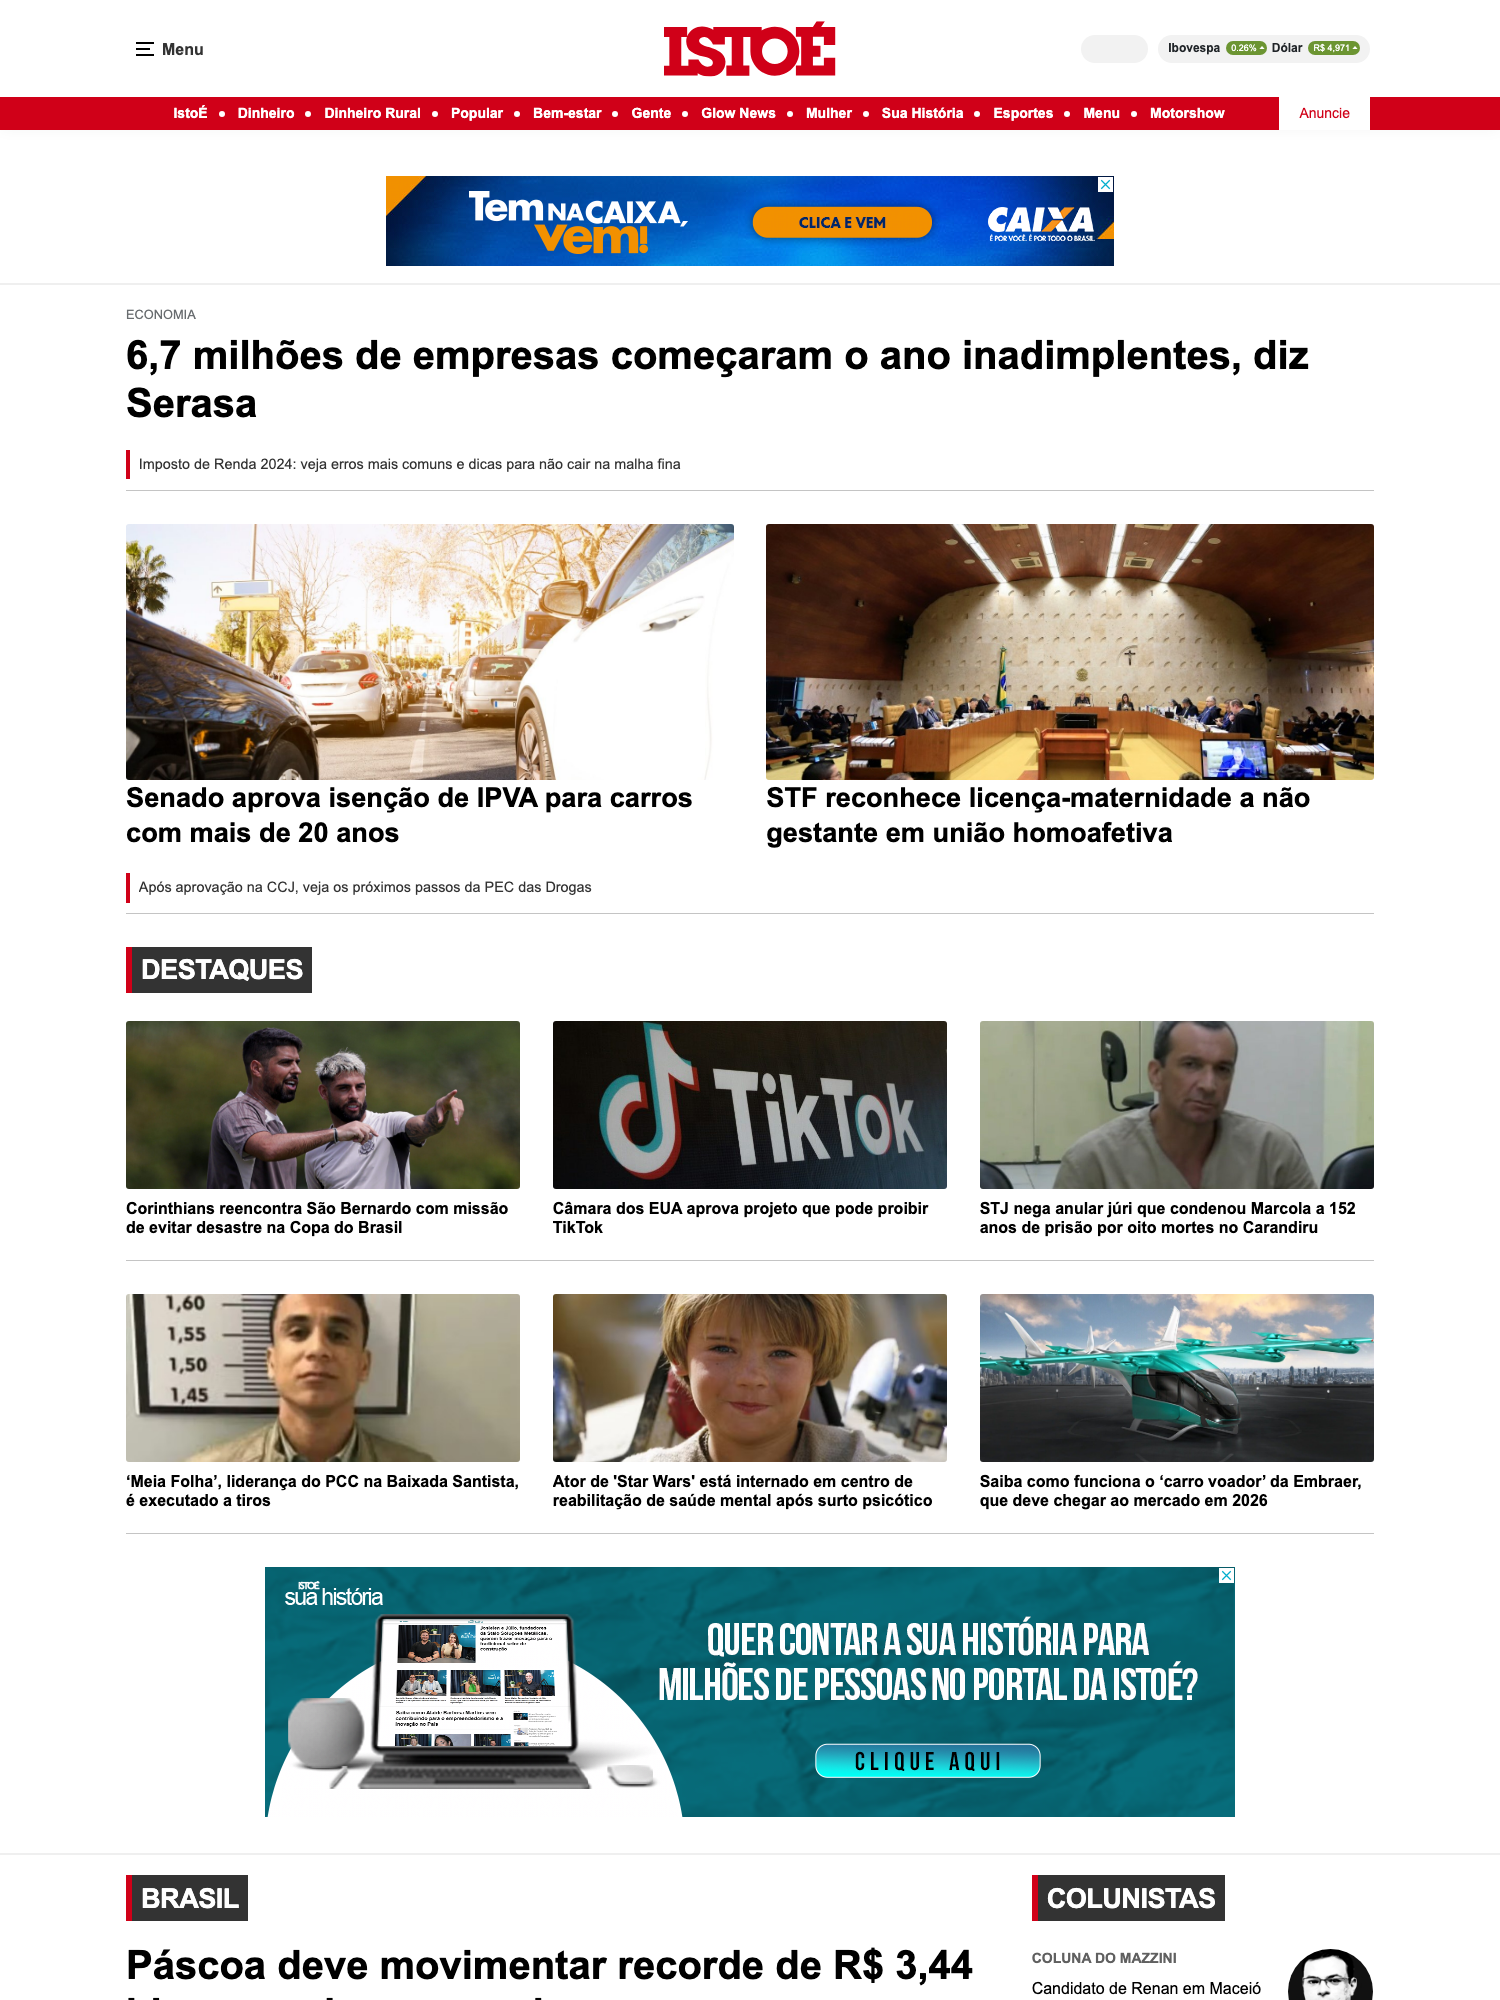 Menu
ISTOÉ
Ibovespa 0.26% Dólar R$ 4,971
IstoÉ • Dinheiro • Dinheiro Rural • Popular • Bem-estar • Gente • Glow News • Mulher • Sua História • Esportes • Menu • Motorshow
Anuncie
Tem NA CAIXA,
vem!
CLICA E VEM
CAIXA
É POR VOCÊ. É POR TODO O BRASIL.
ECONOMIA
6,7 milhões de empresas começaram o ano inadimplentes, diz
Serasa
Imposto de Renda 2024: veja erros mais comuns e dicas para não cair na malha fina
Senado aprova isenção de IPVA para carros
com mais de 20 anos
STF reconhece licença-maternidade a não
gestante em união homoafetiva
Após aprovação na CCJ, veja os próximos passos da PEC das Drogas
DESTAQUES
TikTok
Corinthians reencontra São Bernardo com missão
de evitar desastre na Copa do Brasil
Câmara dos EUA aprova projeto que pode proibir
TikTok
STJ nega anular júri que condenou Marcola a 152
anos de prisão por oito mortes no Carandiru
1,60
1,55
1,50
1,45
‘Meia Folha’, liderança do PCC na Baixada Santista,
é executado a tiros
Ator de 'Star Wars' está internado em centro de
reabilitação de saúde mental após surto psicótico
Saiba como funciona o ‘carro voador’ da Embraer,
que deve chegar ao mercado em 2026
ISTOÉ
sua história
QUER CONTAR A SUA HISTÓRIA PARA
MILHÕES DE PESSOAS NO PORTAL DA ISTOÉ?
CLIQUE AQUI
BRASIL
Páscoa deve movimentar recorde de R$ 3,44
COLUNISTAS
COLUNA DO MAZZINI
Candidato de Renan em Maceió